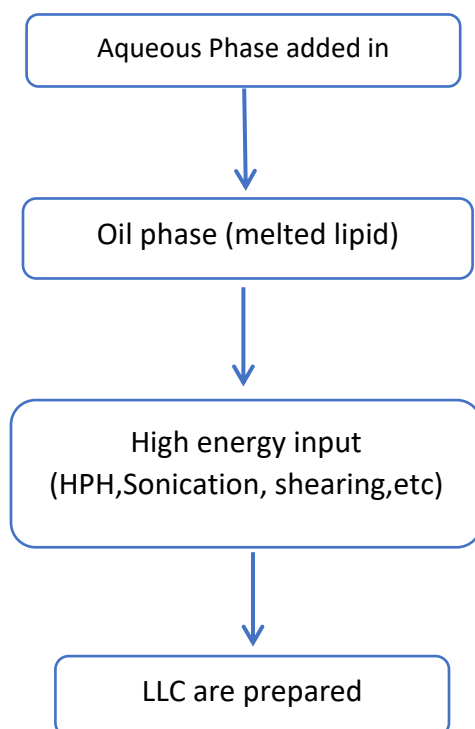 Aqueous Phase added in
Oil phase (melted lipid)
High energy input
(HPH,Sonication, shearing,etc)
LLC are prepared